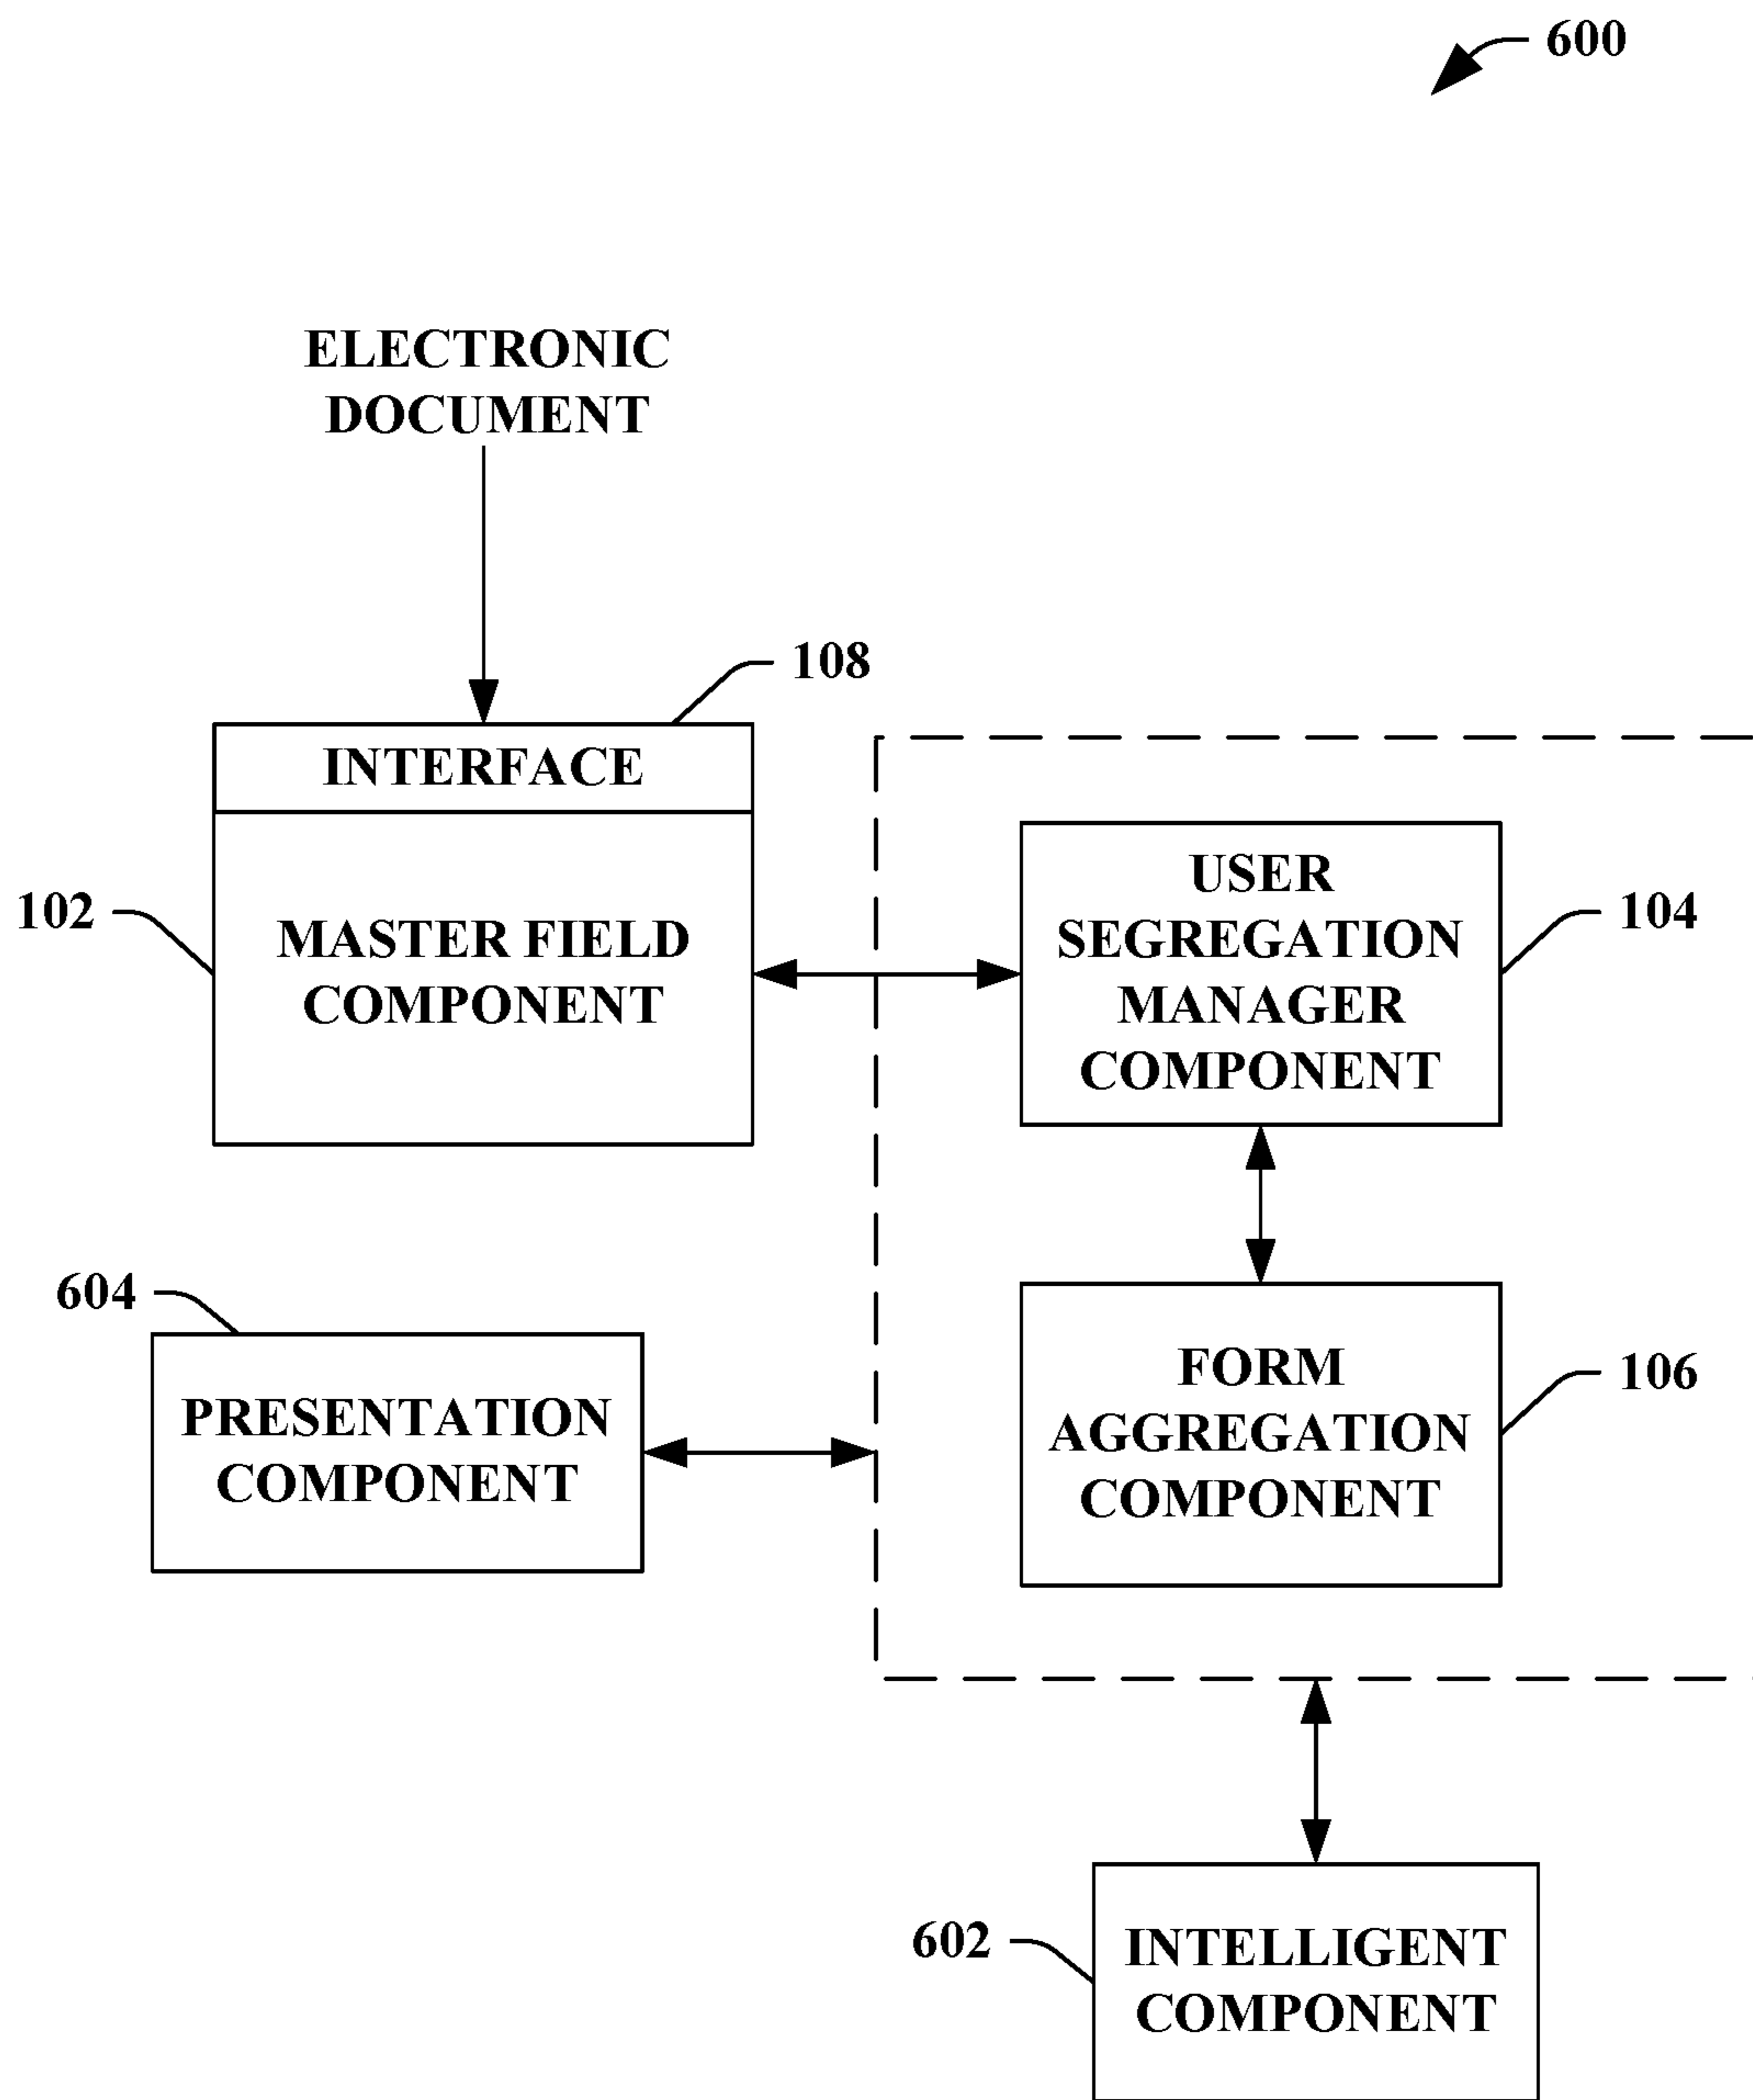 600
ELECTRONIC
DOCUMENT
108
INTERFACE
102
MASTER FIELD
COMPONENT
USER
SEGREGATION
MANAGER
COMPONENT
104
604
PRESENTATION
COMPONENT
FORM
AGGREGATION
COMPONENT
106
602
INTELLIGENT
COMPONENT